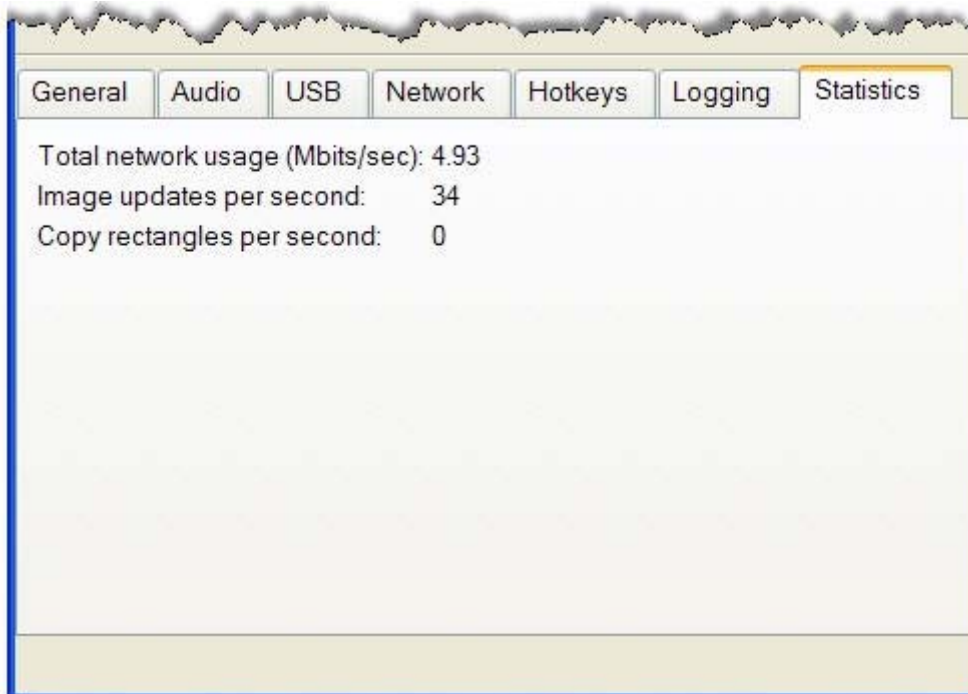 General Audio USB Network Hotkeys Logging Statistics
Total network usage (Mbits/sec): 4.93
Image updates per second: 34
Copy rectangles per second: 0